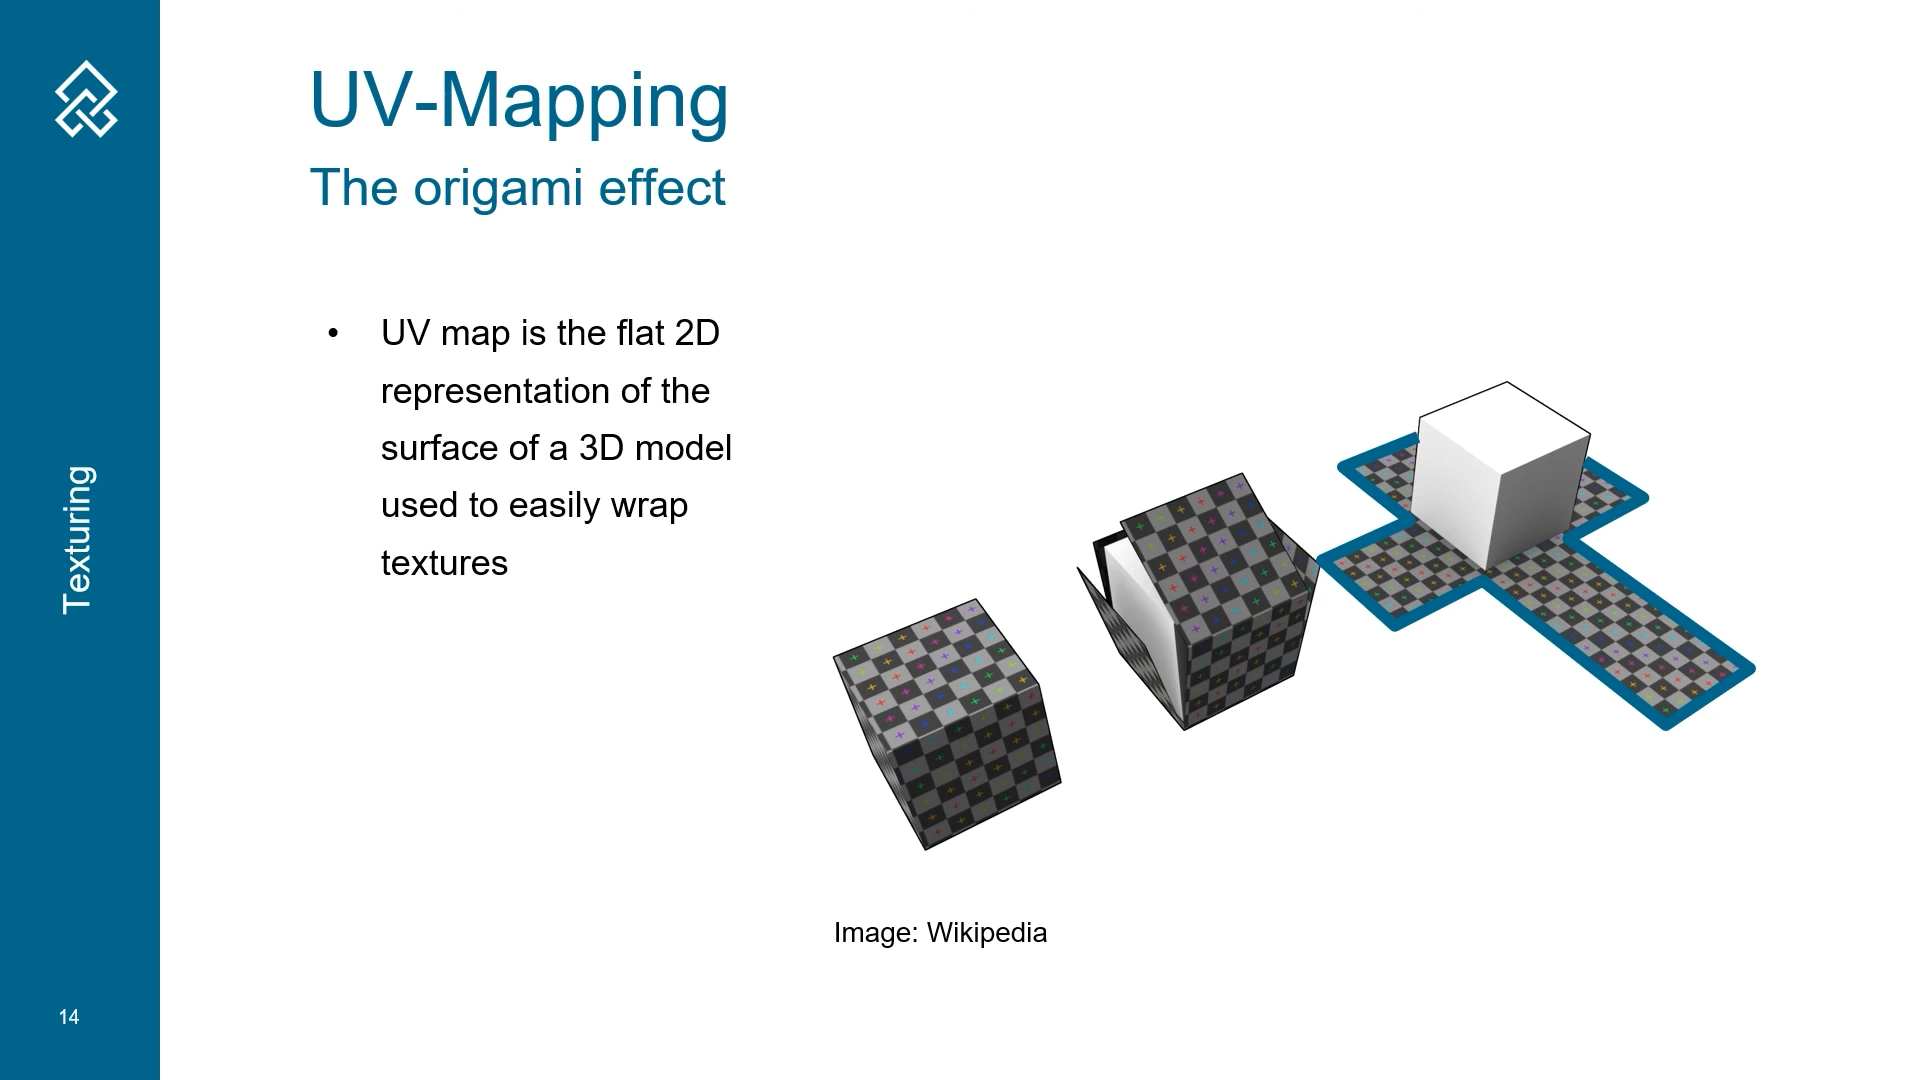 UV-Mapping
The origami effect
• UV map is the flat 2D
representation of the
surface of a 3D model
used to easily wrap
textures
Image: Wikipedia
Texturing
14